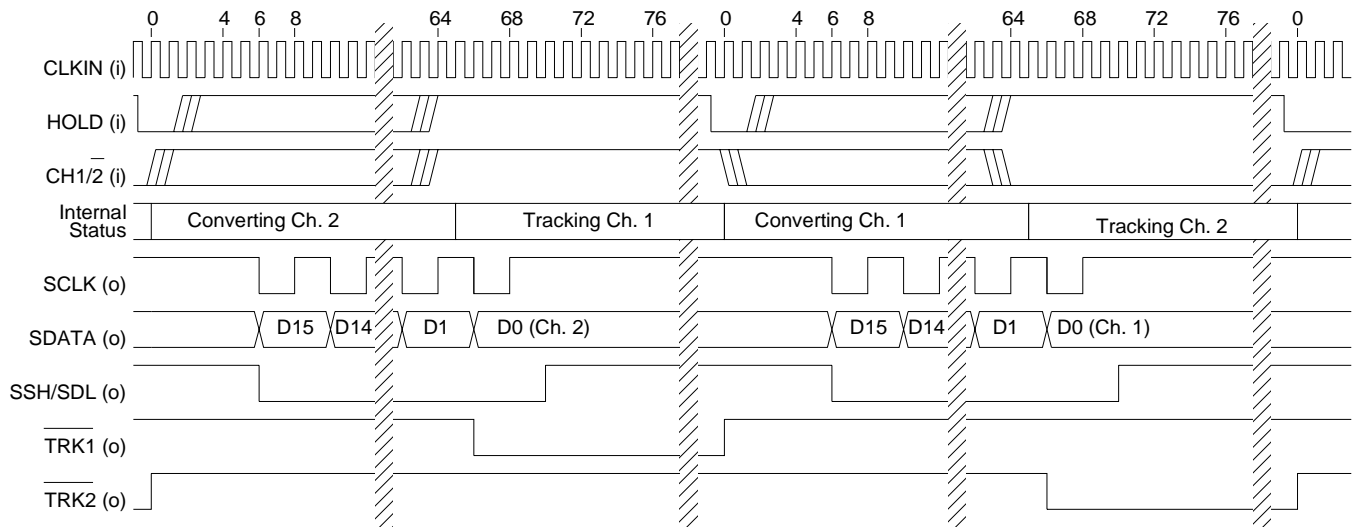 0 4 6 8 64 68 72 76 0 4 6 8 64 68 72 76 0
CLKIN (i)
HOLD (i)
CH1/2̅ (i)
Internal
Status
Converting Ch. 2 Tracking Ch. 1 Converting Ch. 1 Tracking Ch. 2
SCLK (o)
SDATA (o) D15 D14 D1 D0 (Ch. 2) D15 D14 D1 D0 (Ch. 1)
SSH/SDL (o)
T̅R̅K̅1̅ (o)
T̅R̅K̅2̅ (o)